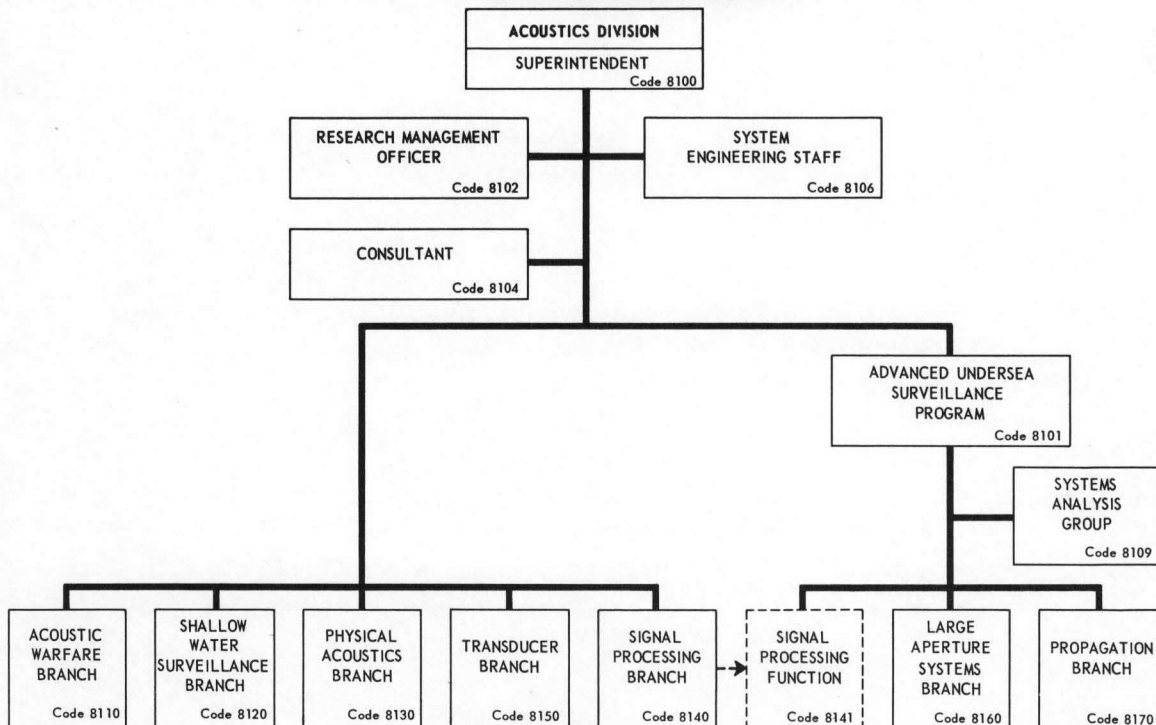 ACOUSTICS DIVISION
SUPERINTENDENT
Code 8100
RESEARCH MANAGEMENT
OFFICER
Code 8102
SYSTEM
ENGINEERING STAFF
Code 8106
CONSULTANT
Code 8104
ADVANCED UNDERSEA
SURVEILLANCE
PROGRAM
Code 8101
SYSTEMS
ANALYSIS
GROUP
Code 8109
ACOUSTIC
WARFARE
BRANCH
Code 8110
SHALLOW
WATER
SURVEILLANCE
BRANCH
Code 8120
PHYSICAL
ACOUSTICS
BRANCH
Code 8130
TRANSDUCER
BRANCH
Code 8150
SIGNAL
PROCESSING
BRANCH
Code 8140
SIGNAL
PROCESSING
FUNCTION
Code 8141
LARGE
APERTURE
SYSTEMS
BRANCH
Code 8160
PROPAGATION
BRANCH
Code 8170